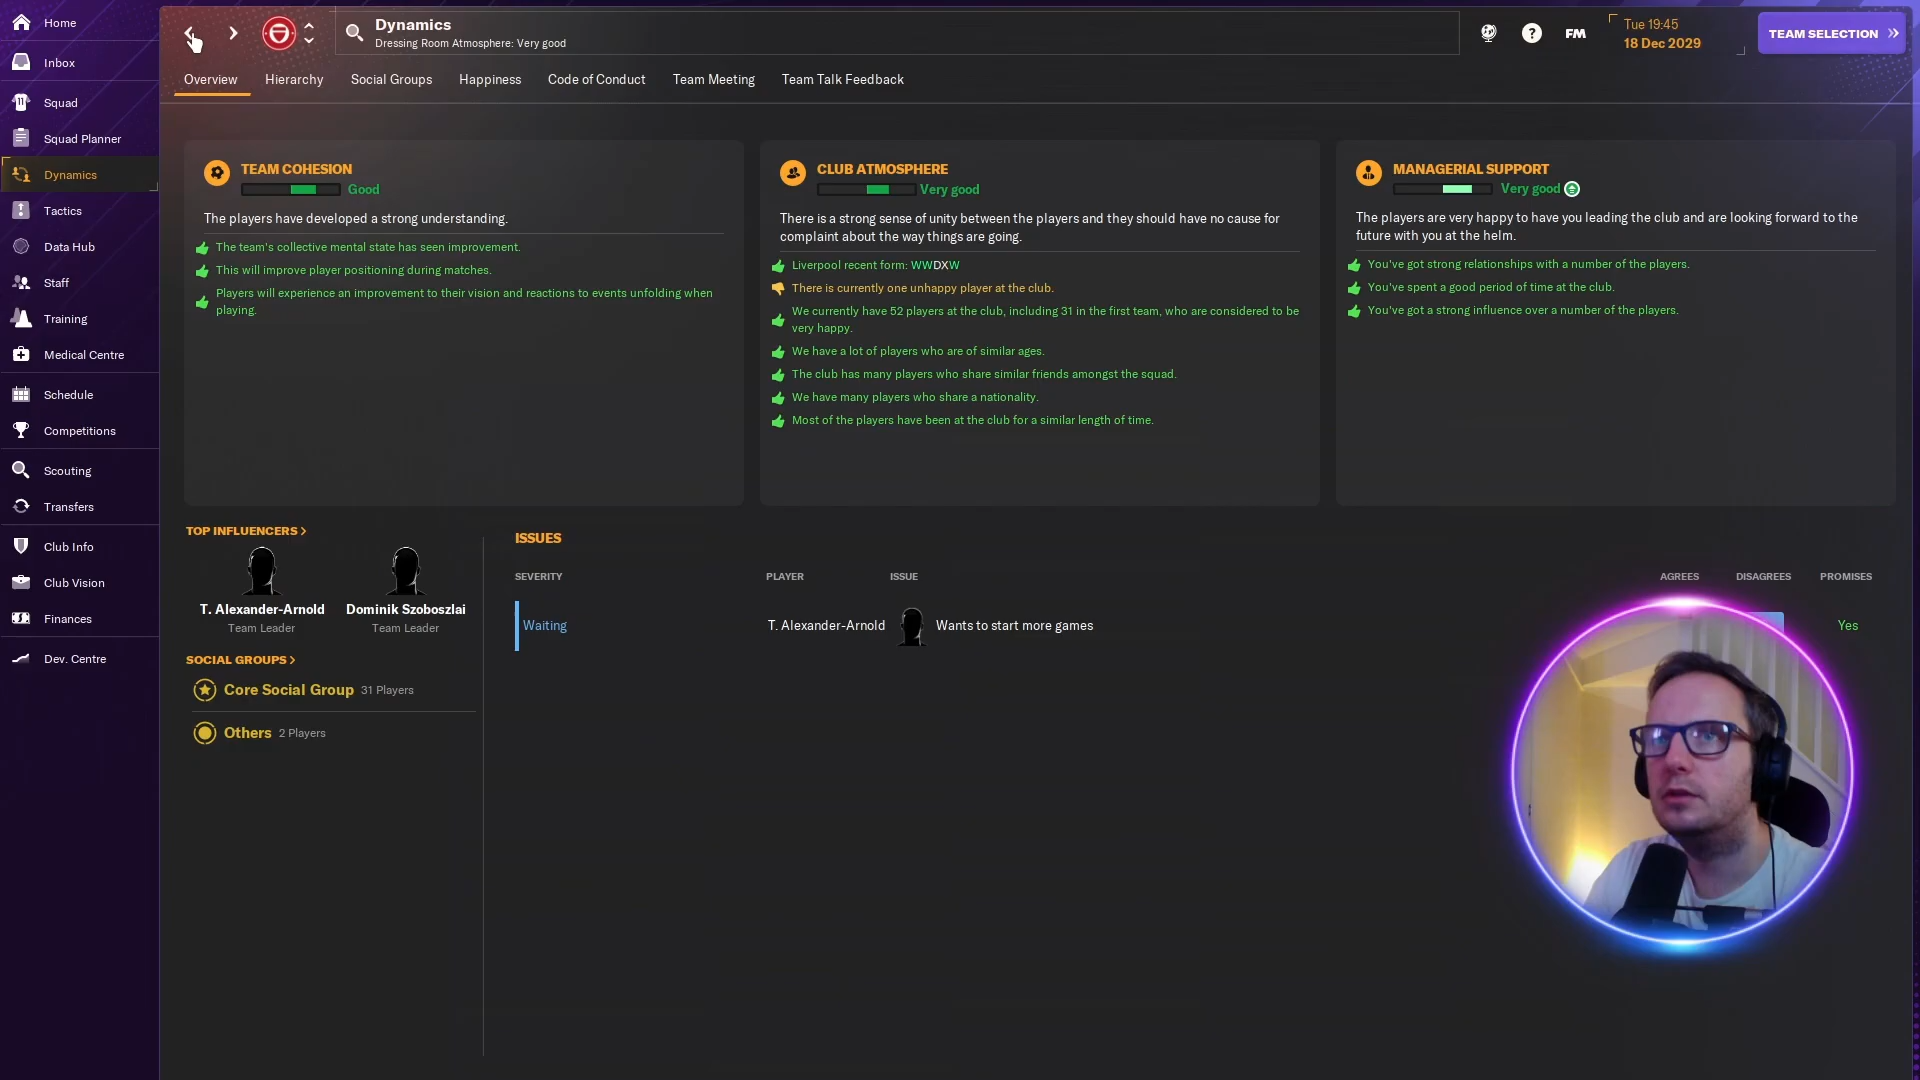 Home
Inbox
Squad
Squad Planner
Dynamics
Tactics
Data Hub
Staff
Training
Medical Centre
Schedule
Competitions
Scouting
Transfers
Club Info
Club Vision
Finances
Dev. Centre
Dynamics
Dressing Room Atmosphere: Very good
FM
Tue 19:45
18 Dec 2029
TEAM SELECTION
Overview Hierarchy Social Groups Happiness Code of Conduct Team Meeting Team Talk Feedback
TEAM COHESION
Good
The players have developed a strong understanding.
The team's collective mental state has seen improvement.
This will improve player positioning during matches.
Players will experience an improvement to their vision and reactions to events unfolding when
playing.
CLUB ATMOSPHERE
Very good
There is a strong sense of unity between the players and they should have no cause for
complaint about the way things are going.
Liverpool recent form: WWDXW
There is currently one unhappy player at the club.
We currently have 52 players at the club, including 31 in the first team, who are considered to be
very happy.
We have a lot of players who are of similar ages.
The club has many players who share similar friends amongst the squad.
We have many players who share a nationality.
Most of the players have been at the club for a similar length of time.
MANAGERIAL SUPPORT
Very good
The players are very happy to have you leading the club and are looking forward to the
future with you at the helm.
You've got strong relationships with a number of the players.
You've spent a good period of time at the club.
You've got a strong influence over a number of the players.
TOP INFLUENCERS >
T. Alexander-Arnold
Team Leader
Dominik Szoboszlai
Team Leader
SOCIAL GROUPS >
Core Social Group 31 Players
Others 2 Players
ISSUES
SEVERITY PLAYER ISSUE AGREES DISAGREES PROMISES
Waiting T. Alexander-Arnold Wants to start more games Yes